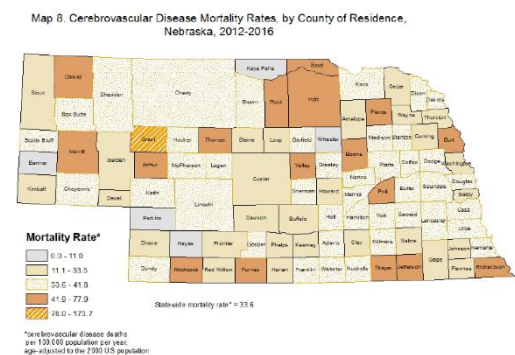 Map 8. Cerebrovascular Disease Mortality Rates, by County of Residence,
Nebraska, 2012-2016
Keya Paha Boyd
Sioux Dawes Sheridan Cherry Brown Rock Holt Knox Cedar Dixon Dakota
Box Butte Antelope Pierce Wayne Thurston
Scotts Bluff Morrill Garden Grant Hooker Thomas Blaine Loup Garfield Wheeler Madison Stanton Cuming Burt
Banner Arthur McPherson Logan Custer Valley Greeley Boone Platte Colfax Dodge Washington
Kimball Cheyenne Deuel Keith Lincoln Sherman Howard Nance Merrick Polk Butler Saunders Douglas
Sarpy
Perkins Dawson Buffalo Hall Hamilton York Seward Lancaster Cass
Otoe
Chase Hayes Frontier Gosper Phelps Kearney Adams Clay Fillmore Saline Gage Johnson Nemaha
Dundy Hitchcock Red Willow Furnas Harlan Franklin Webster Nuckolls Thayer Jefferson Pawnee Richardson
Mortality Rate*
0.0 - 11.0
11.1 - 33.5
33.6 - 41.8
41.9 - 77.9
78.0 - 173.7
Statewide mortality rate* = 33.6
*cerebrovascular disease deaths
per 100,000 population per year,
age-adjusted to the 2000 US population